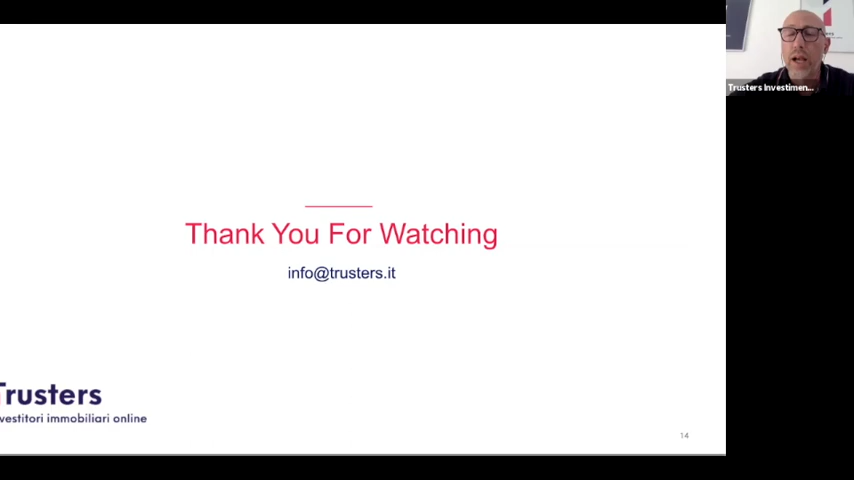 Trusters Investimen...
Thank You For Watching
info@trusters.it
Trusters
vestitori immobiliari online
14